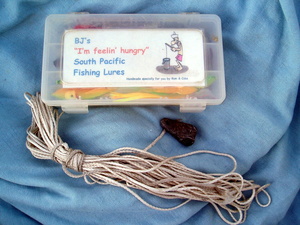 BJ's
"I'm feelin' hungry"
South Pacific
Fishing Lures